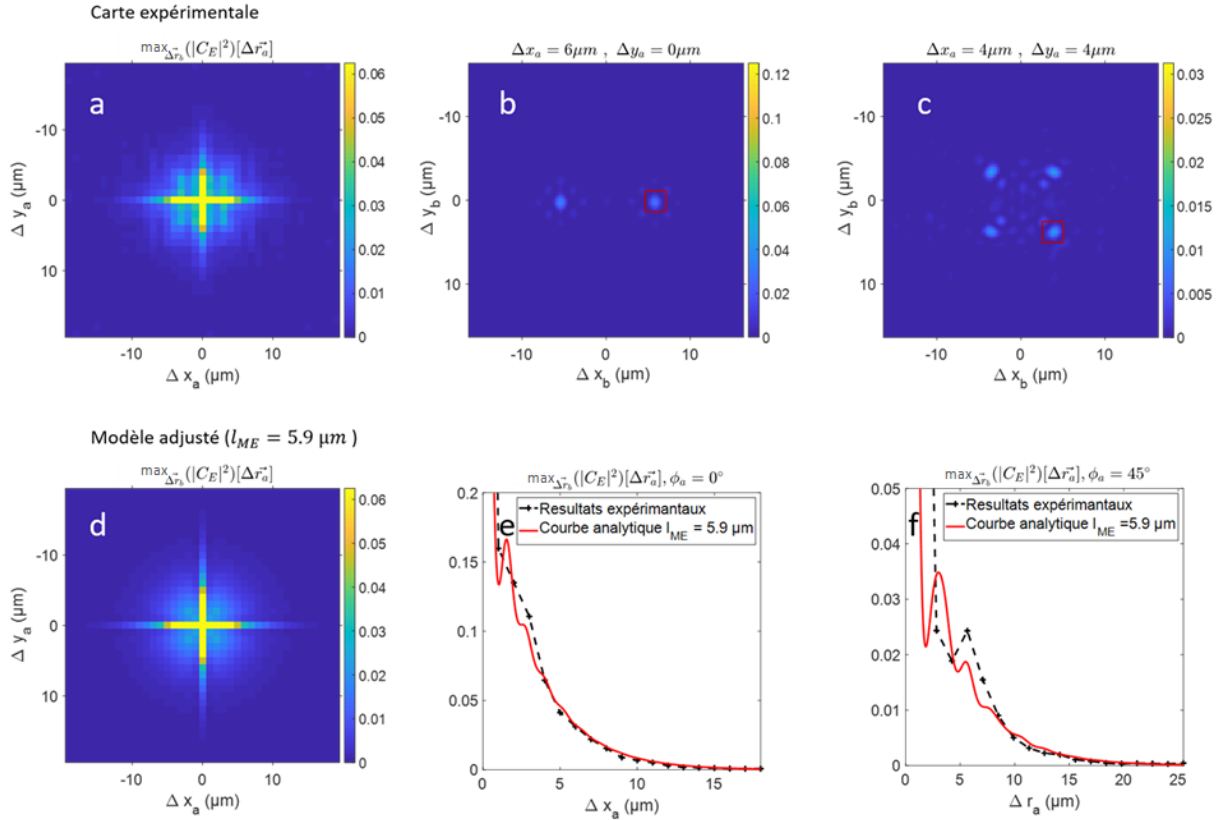 Carte expérimentale
max_{Δr_b⃗}(|C_E|²)[Δr_a⃗]
a
-10
0
10
Δ y_a (µm)
-10 0 10
Δ x_a (µm)
0.06
0.05
0.04
0.03
0.02
0.01
0
Δx_a = 6µm , Δy_a = 0µm
b
-10
0
10
Δ y_b (µm)
-10 0 10
Δ x_b (µm)
0.12
0.1
0.08
0.06
0.04
0.02
0
Δx_a = 4µm , Δy_a = 4µm
c
-10
0
10
Δ y_b (µm)
-10 0 10
Δ x_b (µm)
0.03
0.025
0.02
0.015
0.01
0.005
0
Modèle adjusté (l_ME = 5.9 µm )
max_{Δr_b⃗}(|C_E|²)[Δr_a⃗]
d
-10
0
10
Δ y_a (µm)
-10 0 10
Δ x_a (µm)
0.06
0.05
0.04
0.03
0.02
0.01
0
max_{Δr_b⃗}(|C_E|²)[Δr_a⃗], ϕ_a = 0°
0.2
0.15
0.1
0.05
0
e
Resultats expérimantaux
Courbe analytique l_ME = 5.9 µm
0 5 10 15
Δ x_a (µm)
max_{Δr_b⃗}(|C_E|²)[Δr_a⃗], ϕ_a = 45°
0.05
0.04
0.03
0.02
0.01
0
f
Resultats expérimantaux
Courbe analytique l_ME =5.9 µm
0 5 10 15 20 25
Δ r_a (µm)